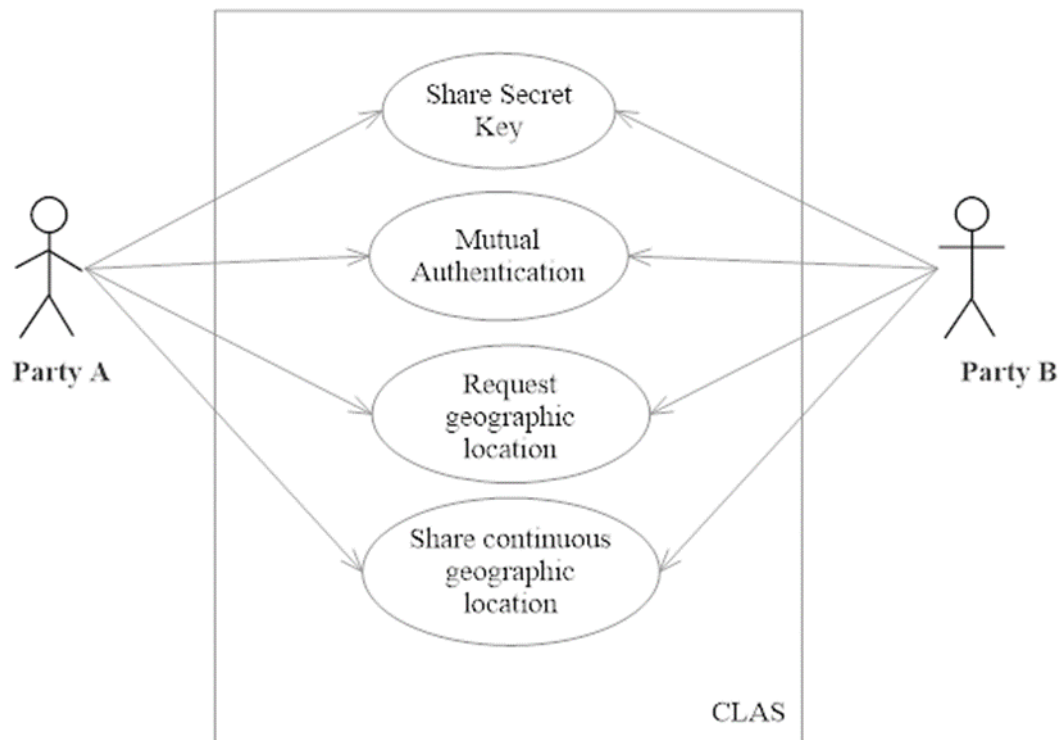 Share Secret
Key
Mutual
Authentication
Party A
Party B
Request
geographic
location
Share continuous
geographic
location
CLAS